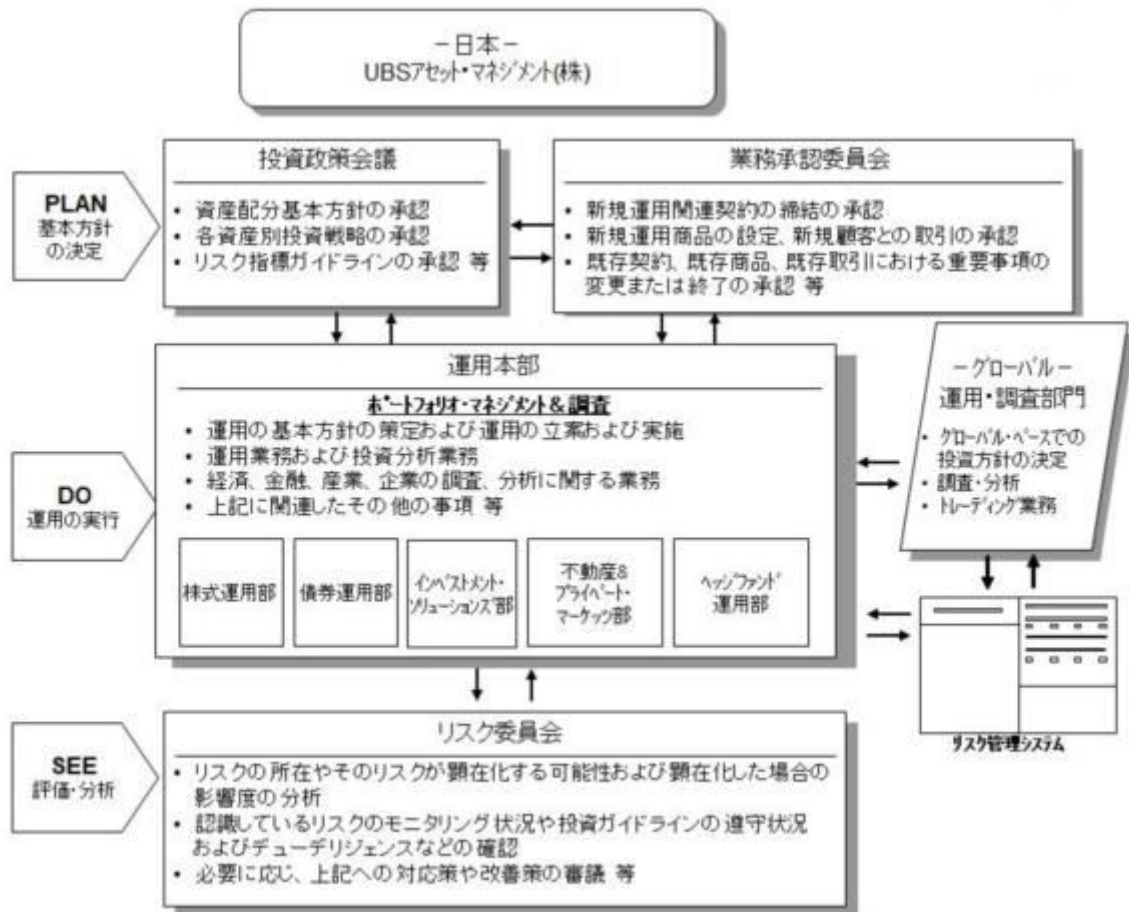 －日本－
UBSアセット・マネジメント(株)
PLAN
基本方針
の決定
投資政策会議
• 資産配分基本方針の承認
• 各資産別投資戦略の承認
• リスク指標ガイドラインの承認 等
業務承認委員会
• 新規運用関連契約の締結の承認
• 新規運用商品の設定、新規顧客との取引の承認
• 既存契約、既存商品、既存取引における重要事項の
変更または終了の承認 等
DO
運用の実行
運用本部
ポートフォリオ・マネジメント＆調査
• 運用の基本方針の策定および運用の立案および実施
• 運用業務および投資分析業務
• 経済、金融、産業、企業の調査、分析に関する業務
• 上記に関連したその他の事項 等
株式運用部
債券運用部
インベストメント・
ソリューションズ部
不動産&
プライベート・
マーケッツ部
ヘッジファンド
運用部
－グローバル－
運用・調査部門
• グローバル・ベースでの
投資方針の決定
• 調査・分析
• トレーディング業務
リスク管理システム
SEE
評価・分析
リスク委員会
• リスクの所在やそのリスクが顕在化する可能性および顕在化した場合の
影響度の分析
• 認識しているリスクのモニタリング状況や投資ガイドラインの遵守状況
およびデューデリジェンスなどの確認
• 必要に応じ、上記への対応策や改善策の審議 等